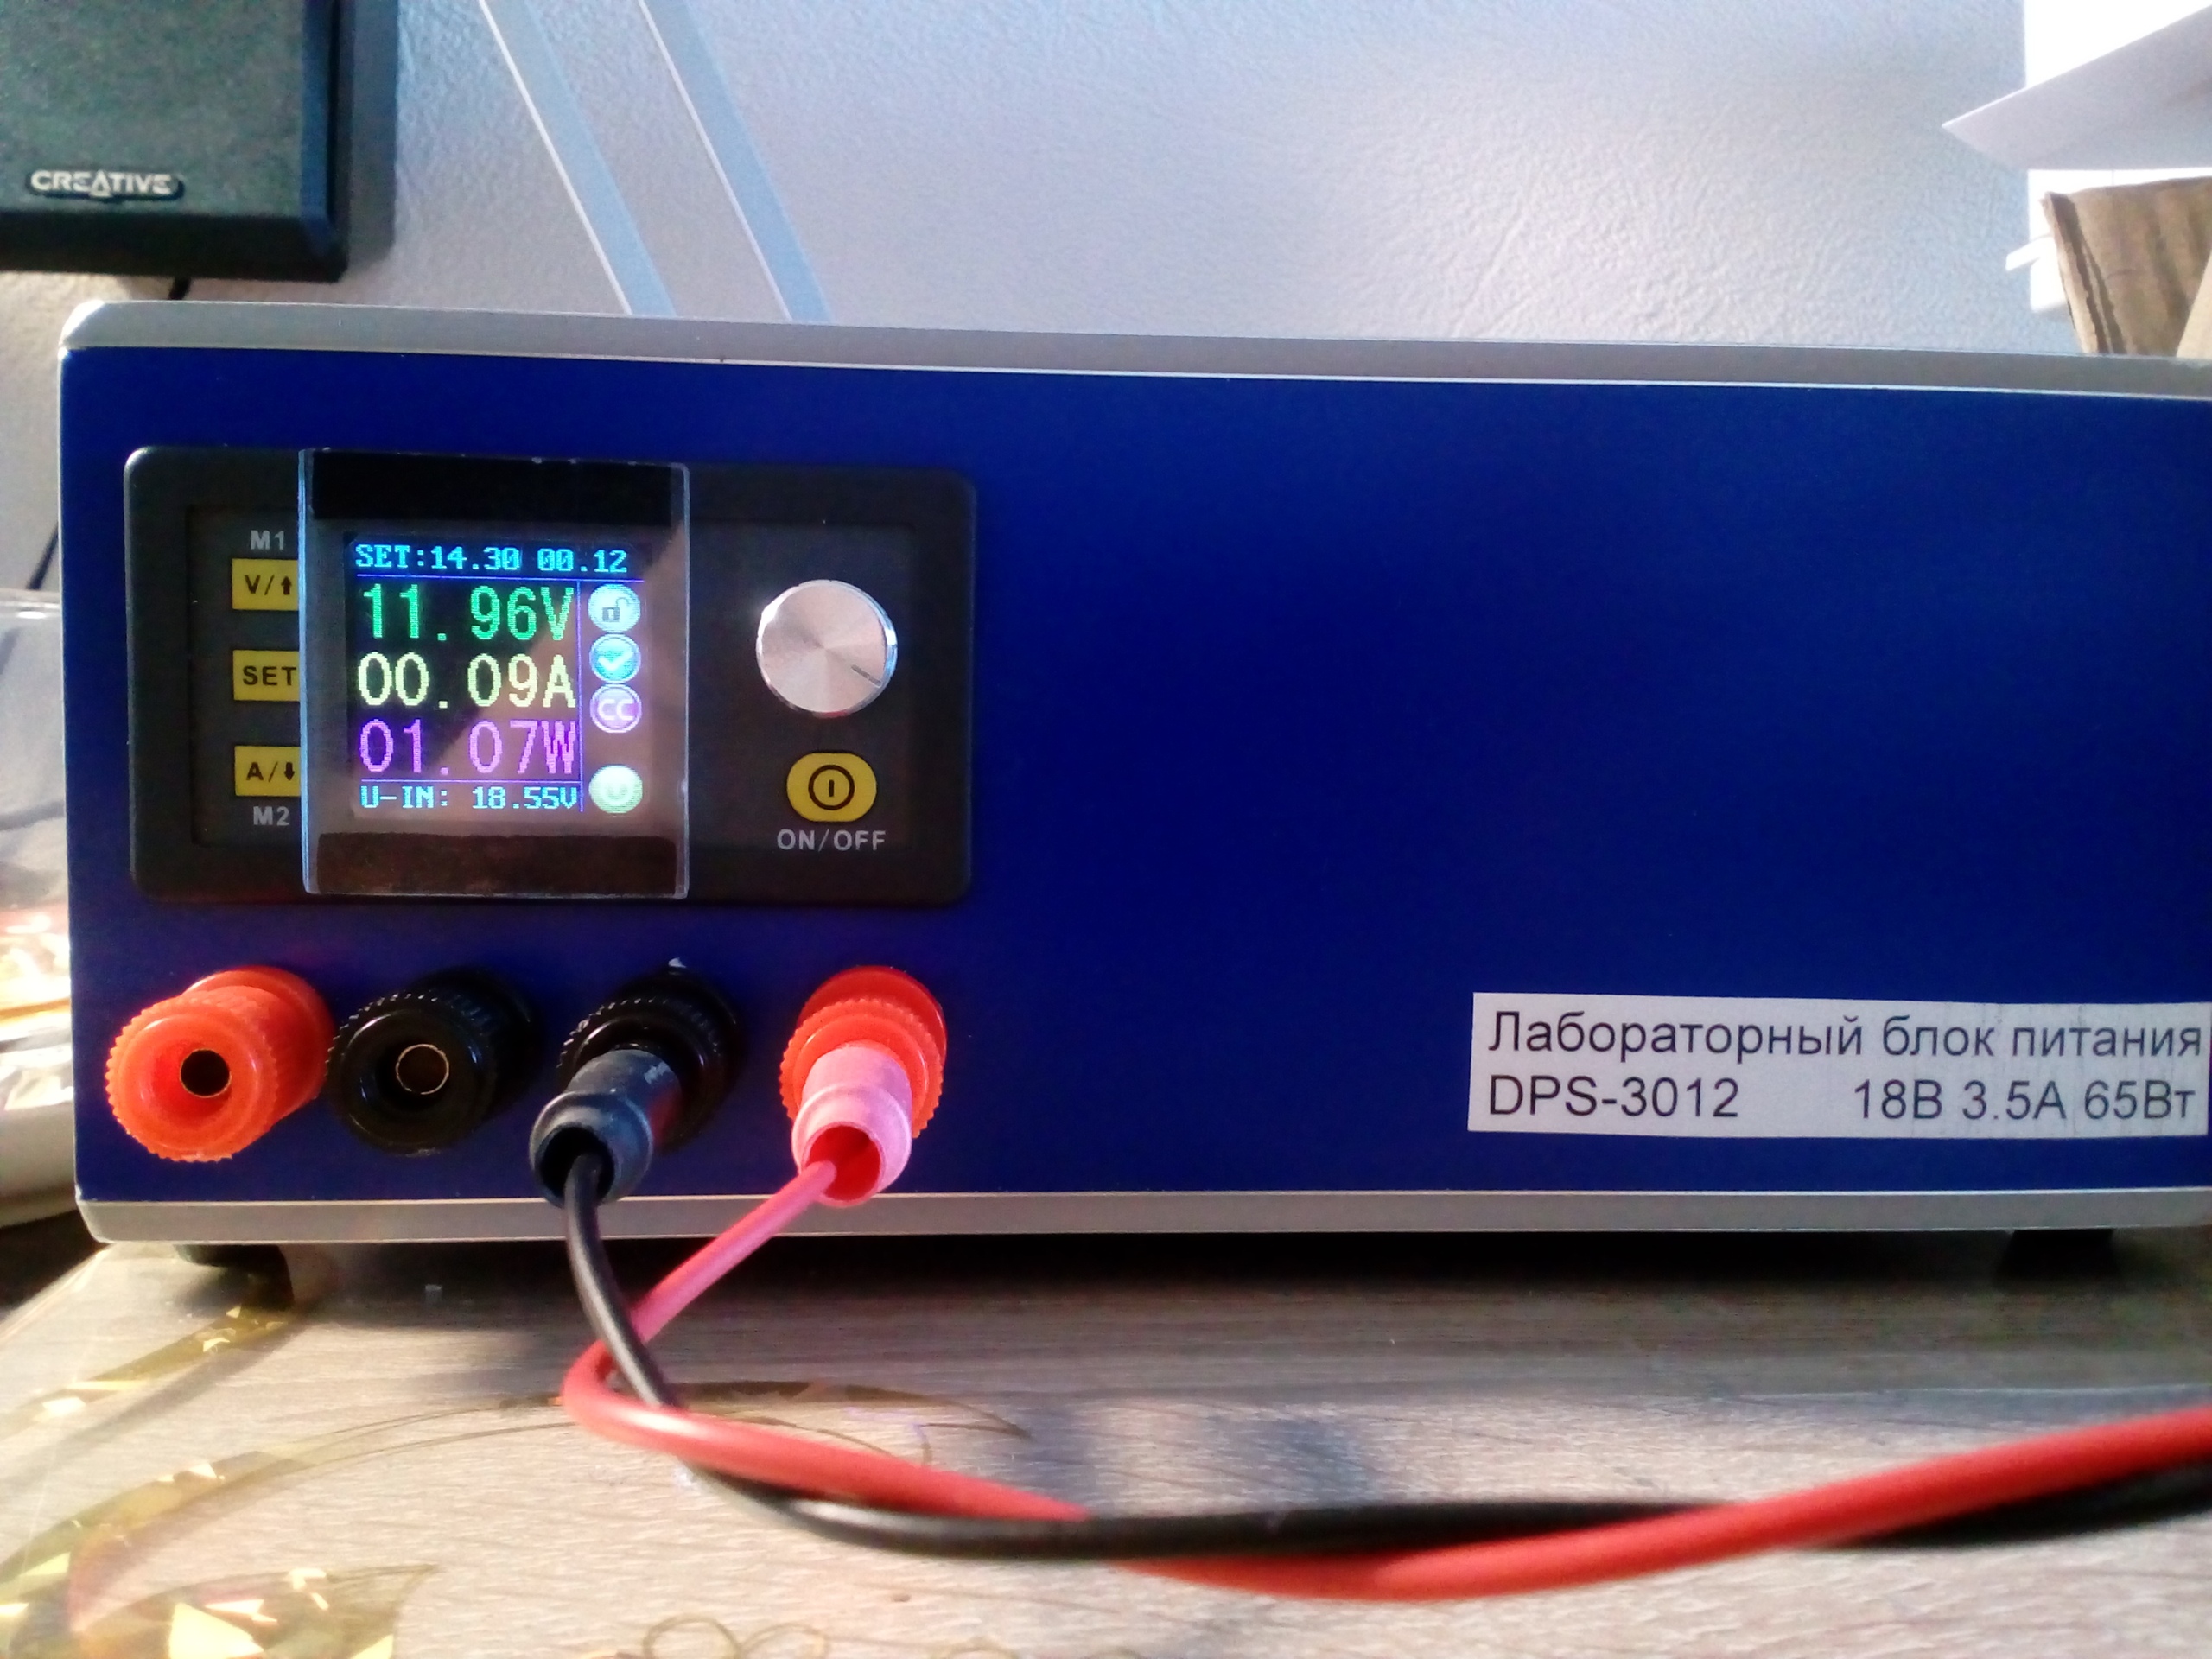 CREATIVE
M1
V/⬆
SET
A/⬇
M2
SET:14.30 00.12
11.96V
00.09A
01.07W
U-IN: 18.55V
CC
ON/OFF
Лабораторный блок питания
DPS-3012 18В 3.5А 65Вт